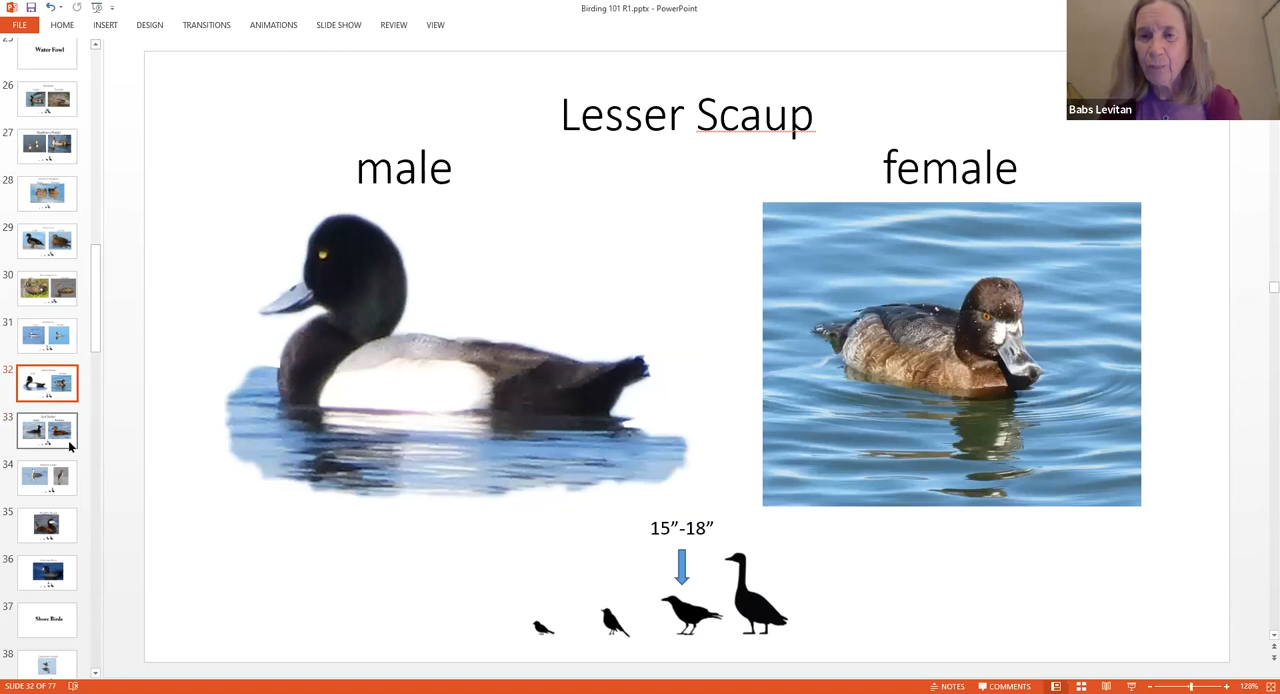 Birding 101 R1.pptx - PowerPoint
FILE HOME INSERT DESIGN TRANSITIONS ANIMATIONS SLIDE SHOW REVIEW VIEW
Babs Levitan
25
Water Fowl
26
27
28
29
30
31
32
33
34
35
36
37
Shore Birds
38
Lesser Scaup
male female
15”-18”
SLIDE 32 OF 77 NOTES COMMENTS 128%